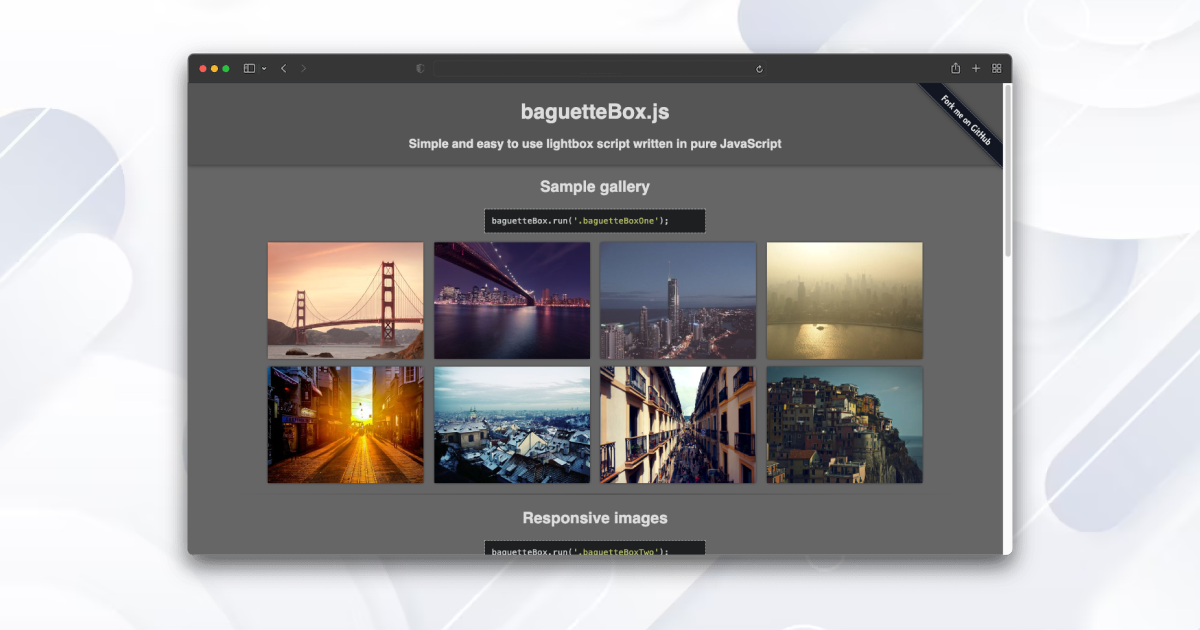 baguetteBox.js
Fork me on GitHub
Simple and easy to use lightbox script written in pure JavaScript
Sample gallery
baguetteBox.run('.baguetteBoxOne');
Responsive images
baguetteBox.run('.baguetteBoxTwo');